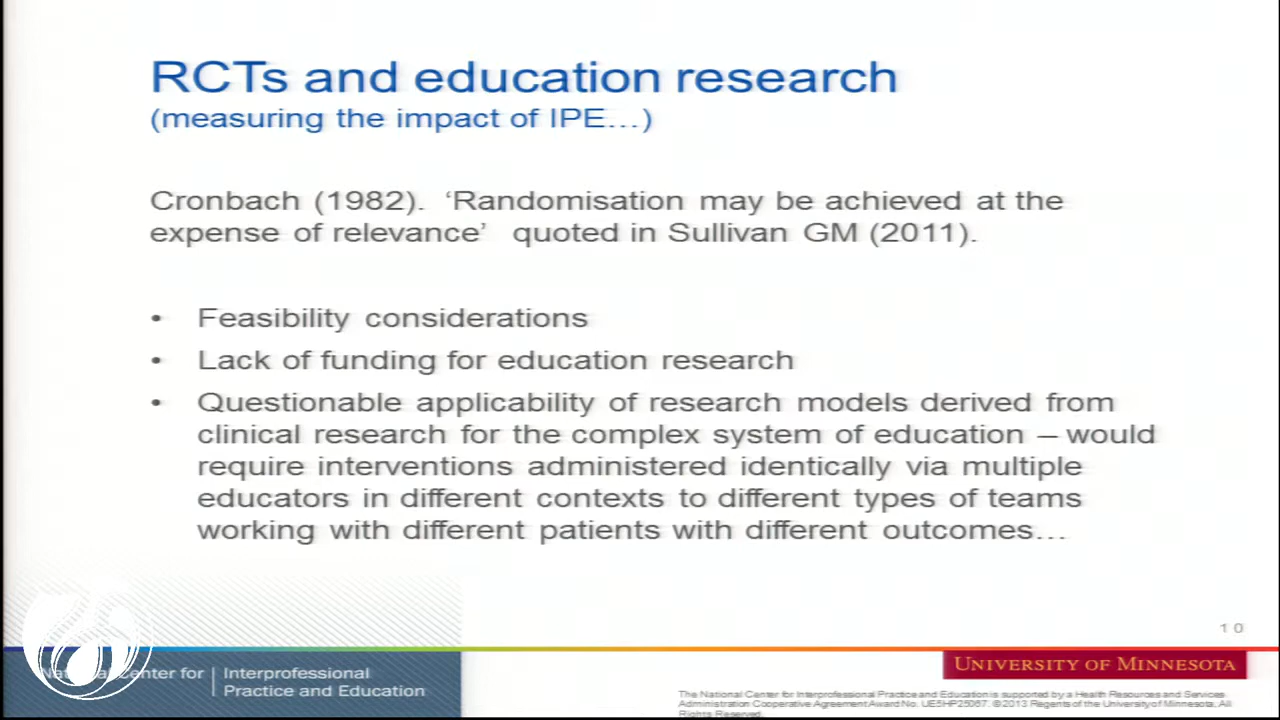 RCTs and education research
(measuring the impact of IPE…)
Cronbach (1982). ‘Randomisation may be achieved at the
expense of relevance’ quoted in Sullivan GM (2011).
• Feasibility considerations
• Lack of funding for education research
• Questionable applicability of research models derived from
clinical research for the complex system of education – would
require interventions administered identically via multiple
educators in different contexts to different types of teams
working with different patients with different outcomes…
10
National Center for
Interprofessional
Practice and Education
UNIVERSITY OF MINNESOTA
The National Center for Interprofessional Practice and Education is supported by a Health Resources and Services
Administration Cooperative Agreement Award No. UE5HP25067. ©2013 Regents of the University of Minnesota, All
Rights Reserved.